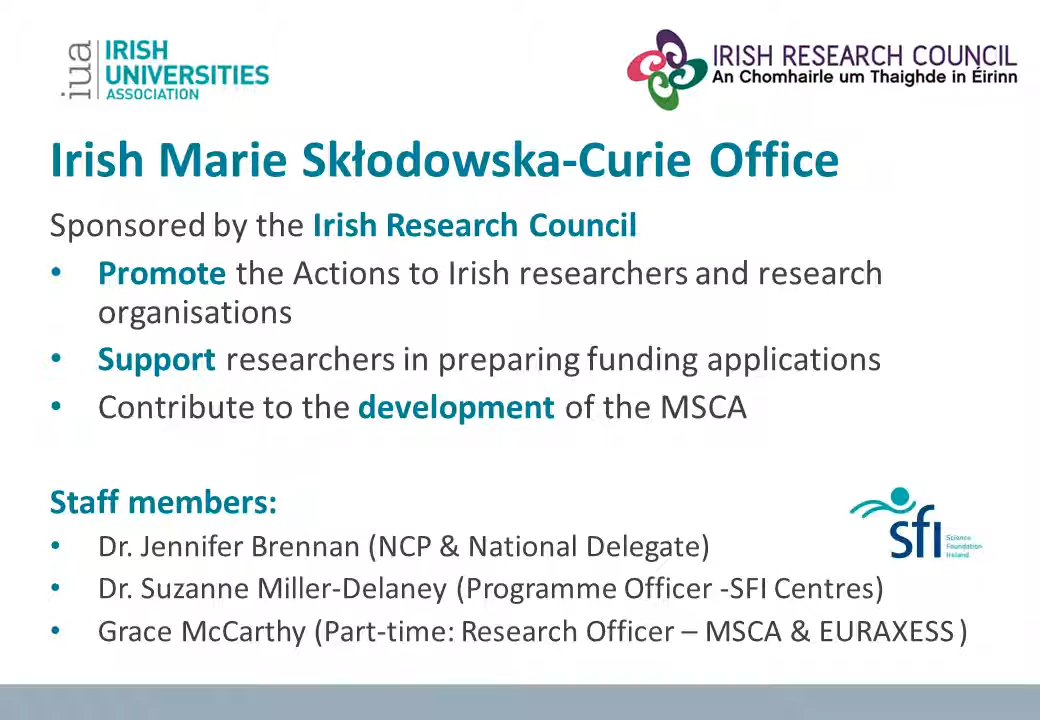 iua
IRISH
UNIVERSITIES
ASSOCIATION
IRISH RESEARCH COUNCIL
An Chomhairle um Thaighde in Éirinn
Irish Marie Skłodowska-Curie Office
Sponsored by the Irish Research Council
• Promote the Actions to Irish researchers and research
organisations
• Support researchers in preparing funding applications
• Contribute to the development of the MSCA
Staff members:
sfi
Science
Foundation
Ireland
• Dr. Jennifer Brennan (NCP & National Delegate)
• Dr. Suzanne Miller-Delaney (Programme Officer -SFI Centres)
• Grace McCarthy (Part-time: Research Officer – MSCA & EURAXESS )